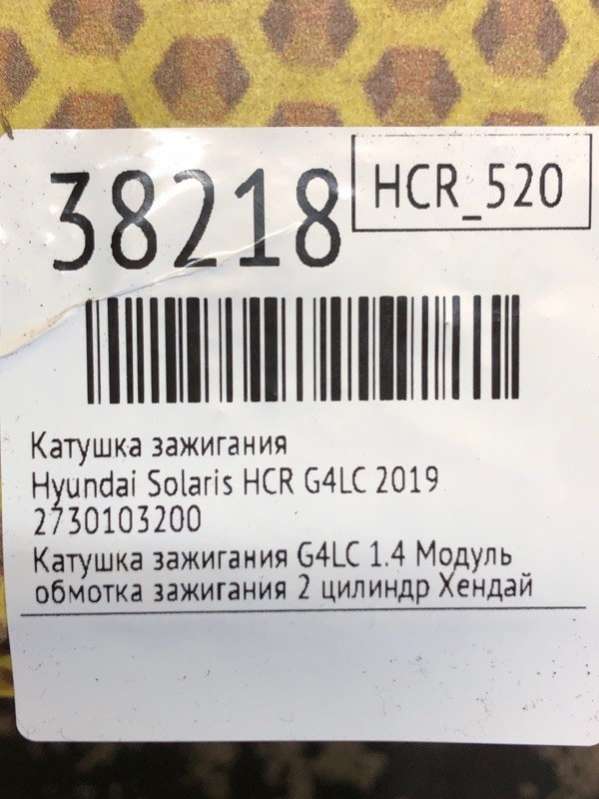 38218
HCR_520
Катушка зажигания
Hyundai Solaris HCR G4LC 2019
2730103200
Катушка зажигания G4LC 1.4 Модуль
обмотка зажигания 2 цилиндр Хендай